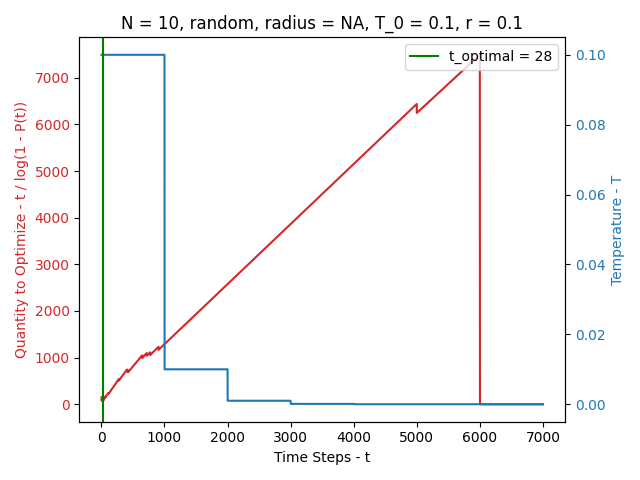 N = 10, random, radius = NA, T_0 = 0.1, r = 0.1
t_optimal = 28
Quantity to Optimize - t / log(1 - P(t))
7000
6000
5000
4000
3000
2000
1000
0
0.10
0.08
0.06
0.04
0.02
0.00
Temperature - T
0 1000 2000 3000 4000 5000 6000 7000
Time Steps - t